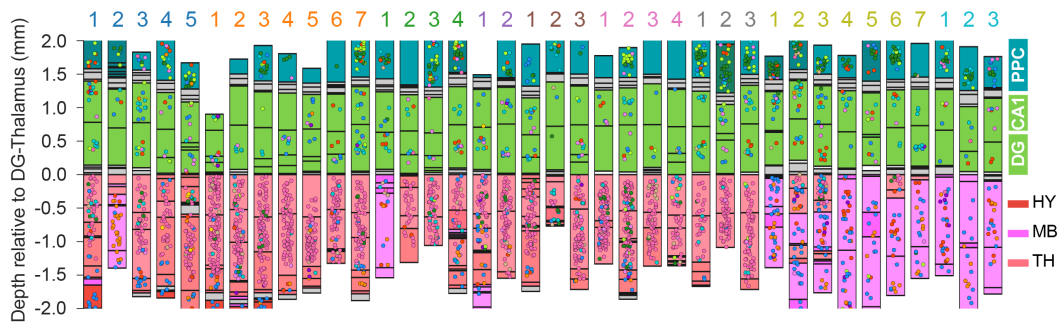 1 2 3 4 5 1 2 3 4 5 6 7 1 2 3 4 1 2 1 2 3 1 2 3 4 1 2 3 1 2 3 4 5 6 7 1 2 3
Depth relative to DG-Thalamus (mm)
2.0
1.5
1.0
0.5
0.0
-0.5
-1.0
-1.5
-2.0
PPC
CA1
DG
HY
MB
TH